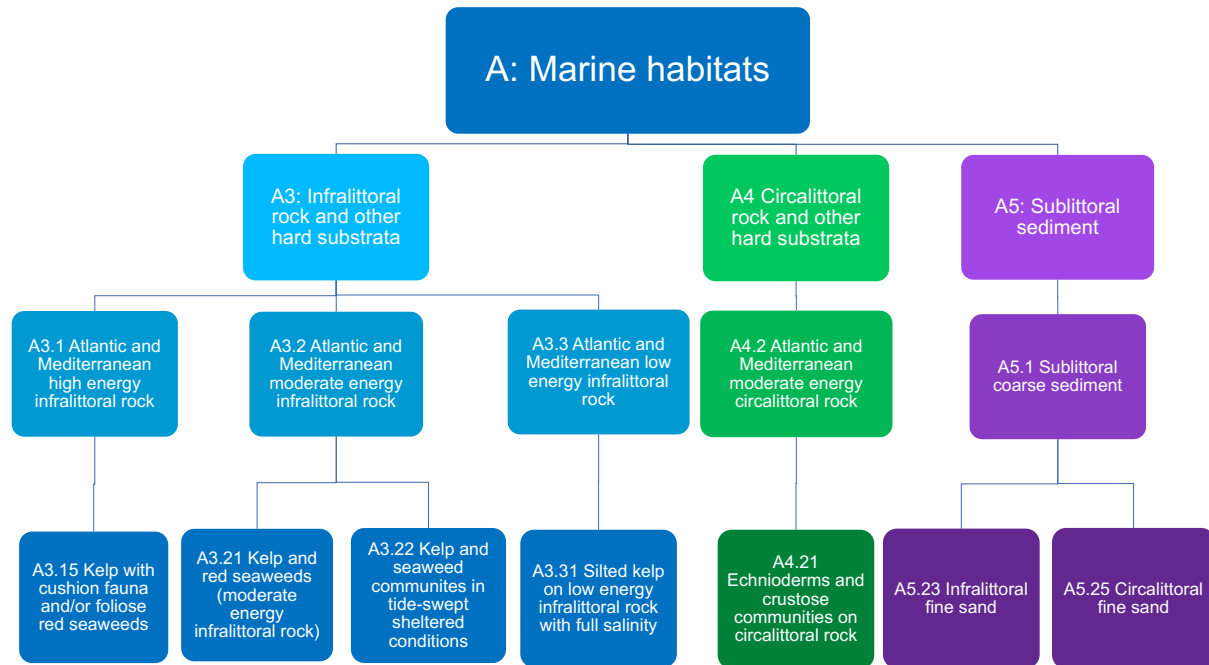 A: Marine habitats
A3: Infralittoral
rock and other
hard substrata
A4 Circalittoral
rock and other
hard substrata
A5: Sublittoral
sediment
A3.1 Atlantic and
Mediterranean
high energy
infralittoral rock
A3.2 Atlantic and
Mediterranean
moderate energy
infralittoral rock
A3.3 Atlantic and
Mediterranean low
energy infralittoral
rock
A4.2 Atlantic and
Mediterranean
moderate energy
circalittoral rock
A5.1 Sublittoral
coarse sediment
A3.15 Kelp with
cushion fauna
and/or foliose
red seaweeds
A3.21 Kelp and
red seaweeds
(moderate
energy
infralittoral rock)
A3.22 Kelp and
seaweed
communites in
tide-swept
sheltered
conditions
A3.31 Silted kelp
on low energy
infralittoral rock
with full salinity
A4.21
Echnioderms and
crustose
communities on
circalittoral rock
A5.23 Infralittoral
fine sand
A5.25 Circalittoral
fine sand